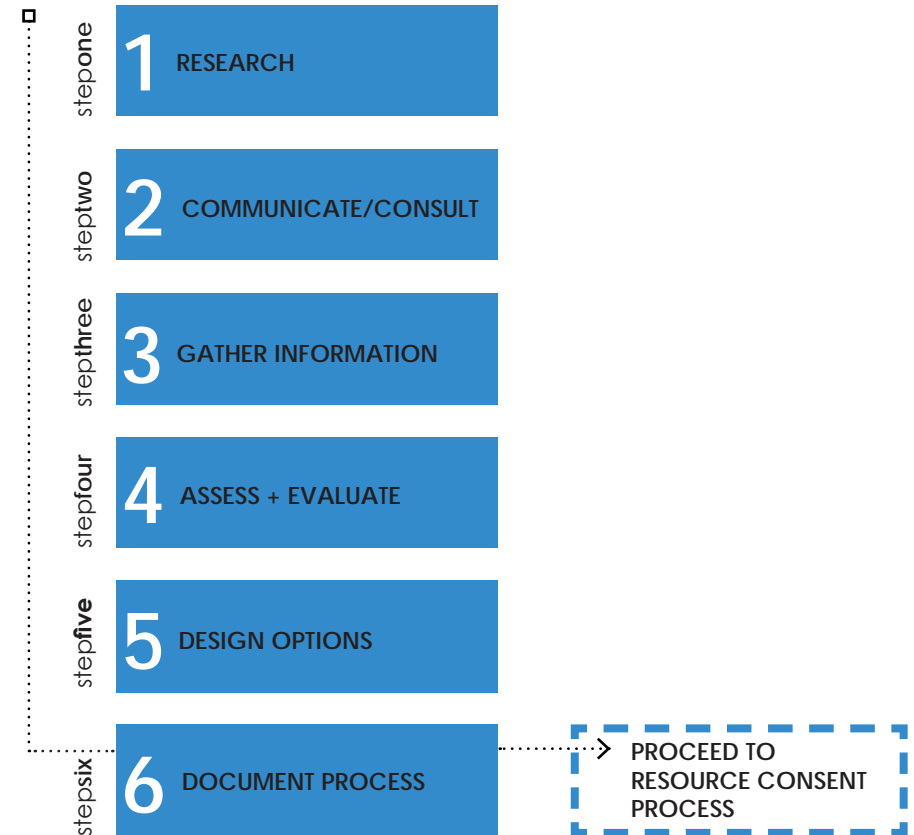 stepone
1 RESEARCH
steptwo
2 COMMUNICATE/CONSULT
stepthree
3 GATHER INFORMATION
stepfour
4 ASSESS + EVALUATE
stepfive
5 DESIGN OPTIONS
stepsix
6 DOCUMENT PROCESS
PROCEED TO
RESOURCE CONSENT
PROCESS